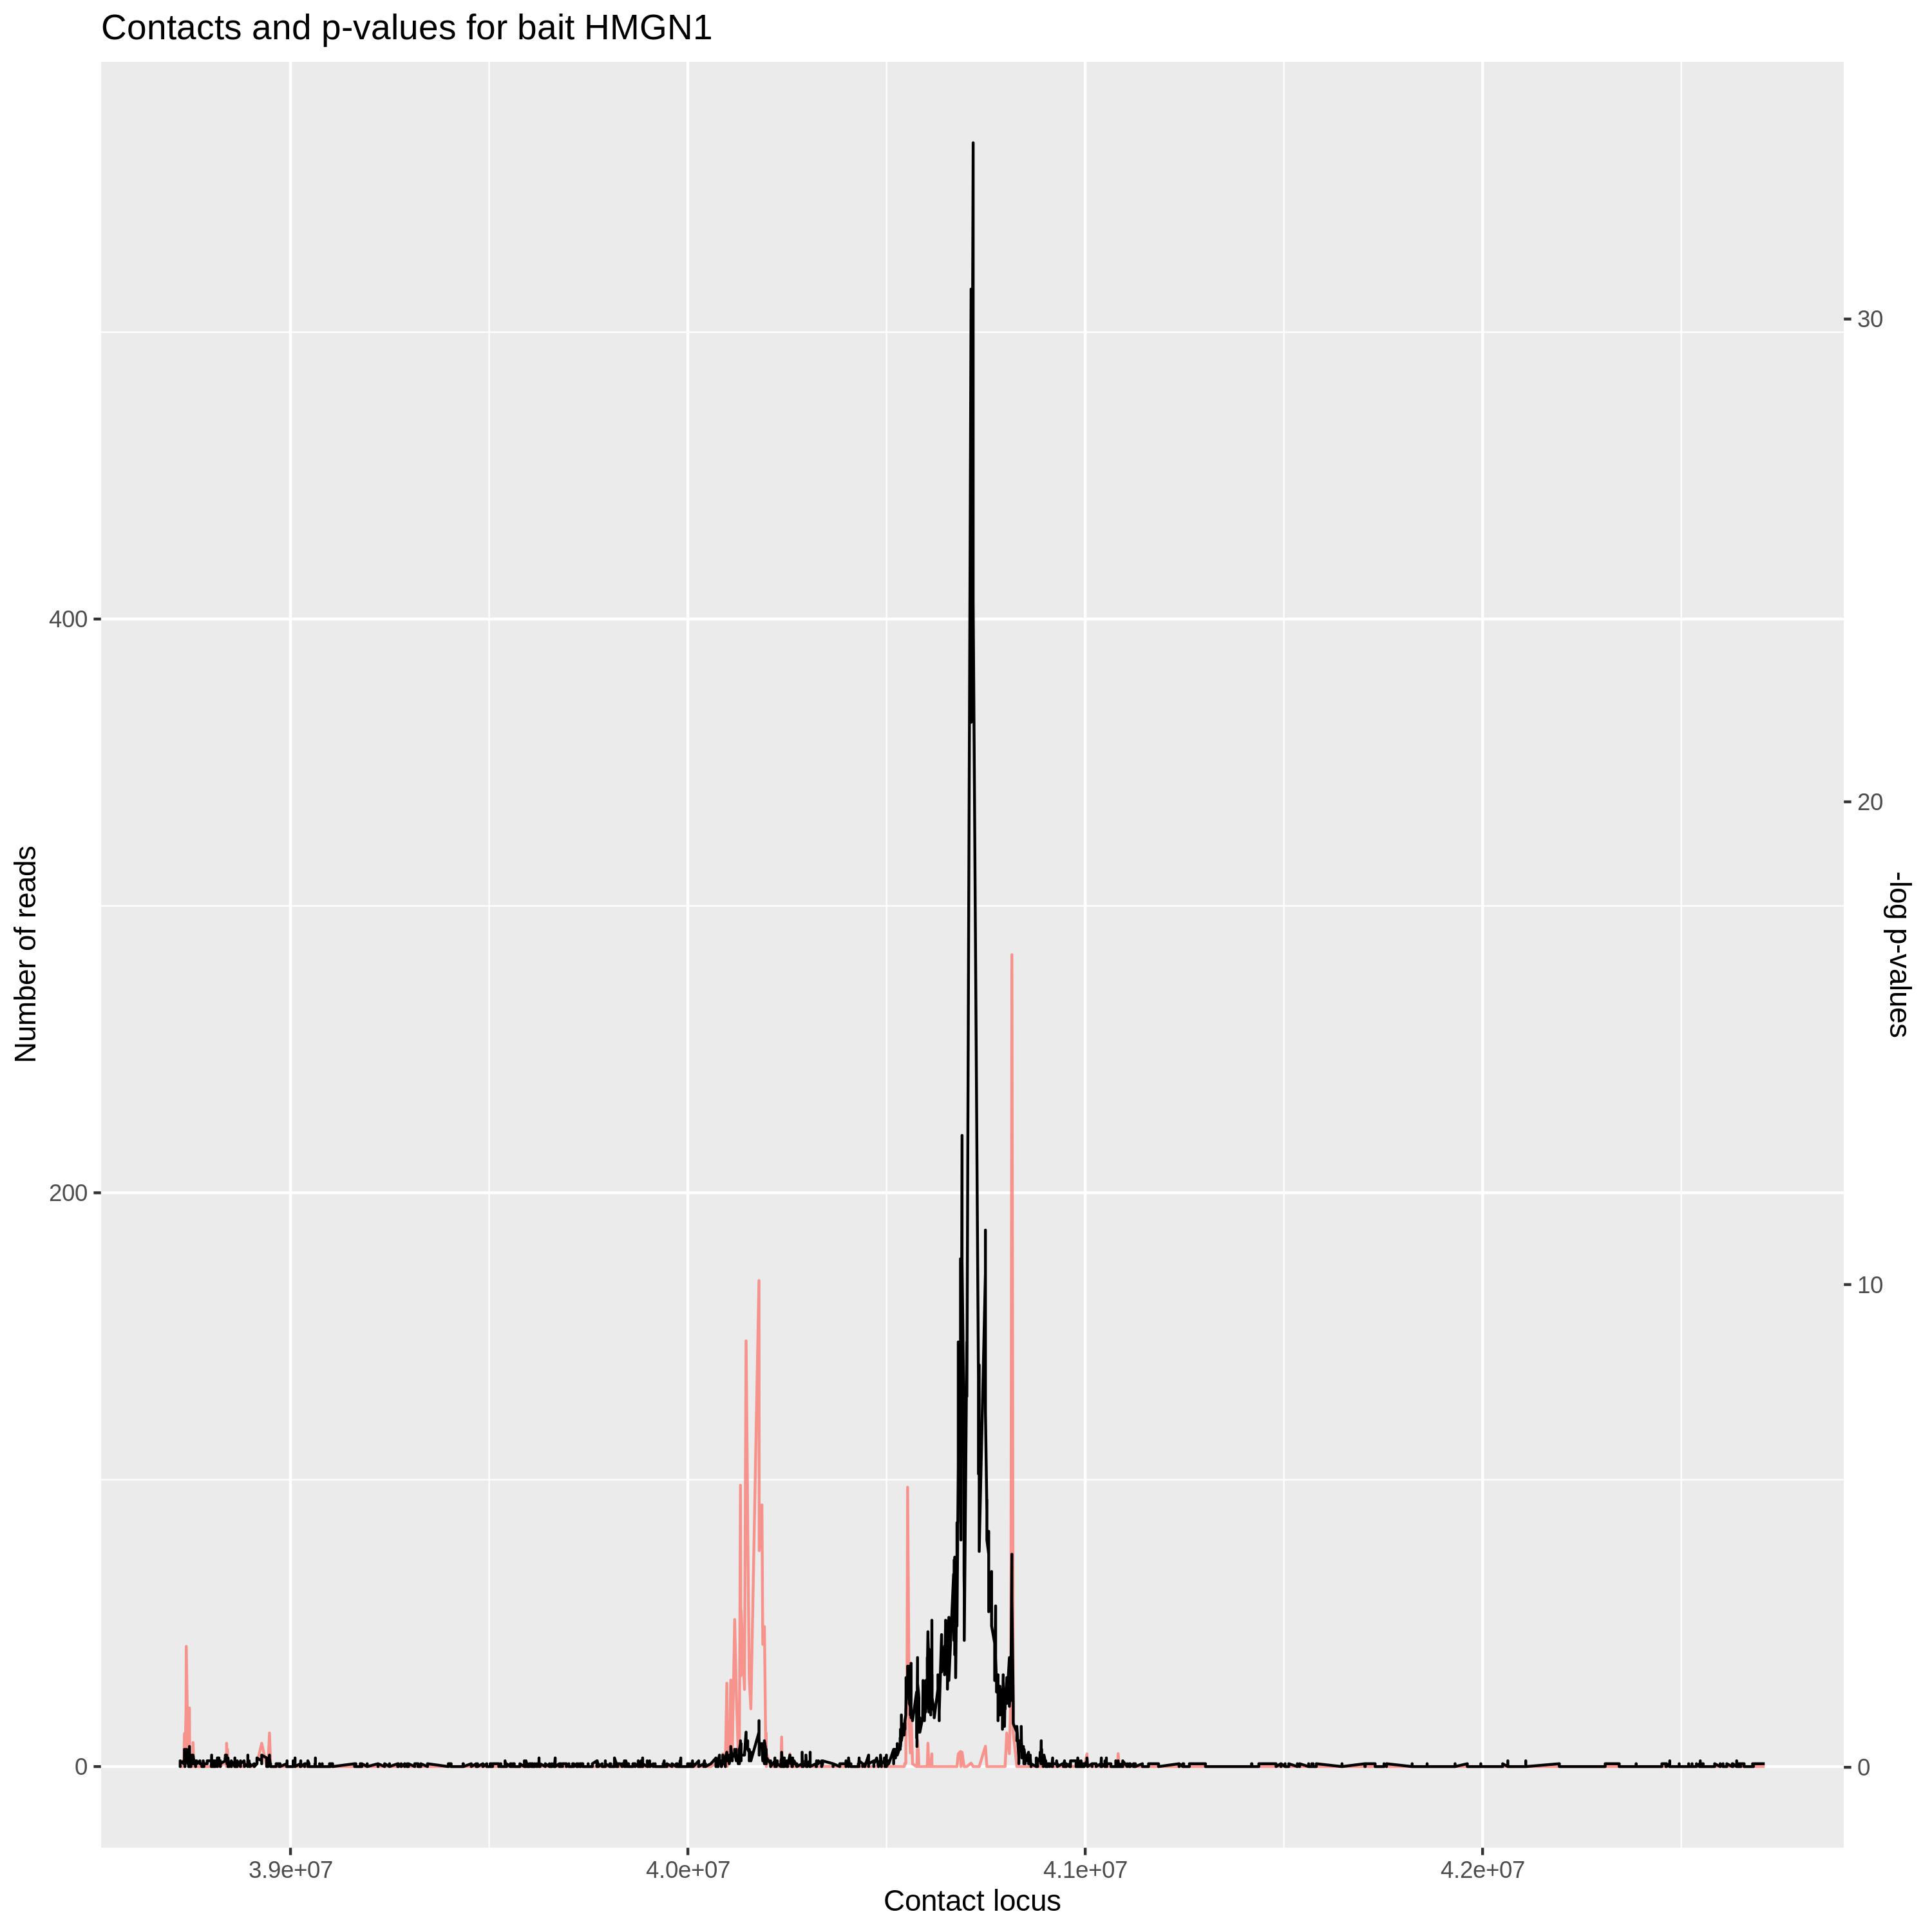 Contacts and p-values for bait HMGN1
Number of reads
400
200
0
30
20
10
0
-log p-values
3.9e+07
4.0e+07
4.1e+07
4.2e+07
Contact locus